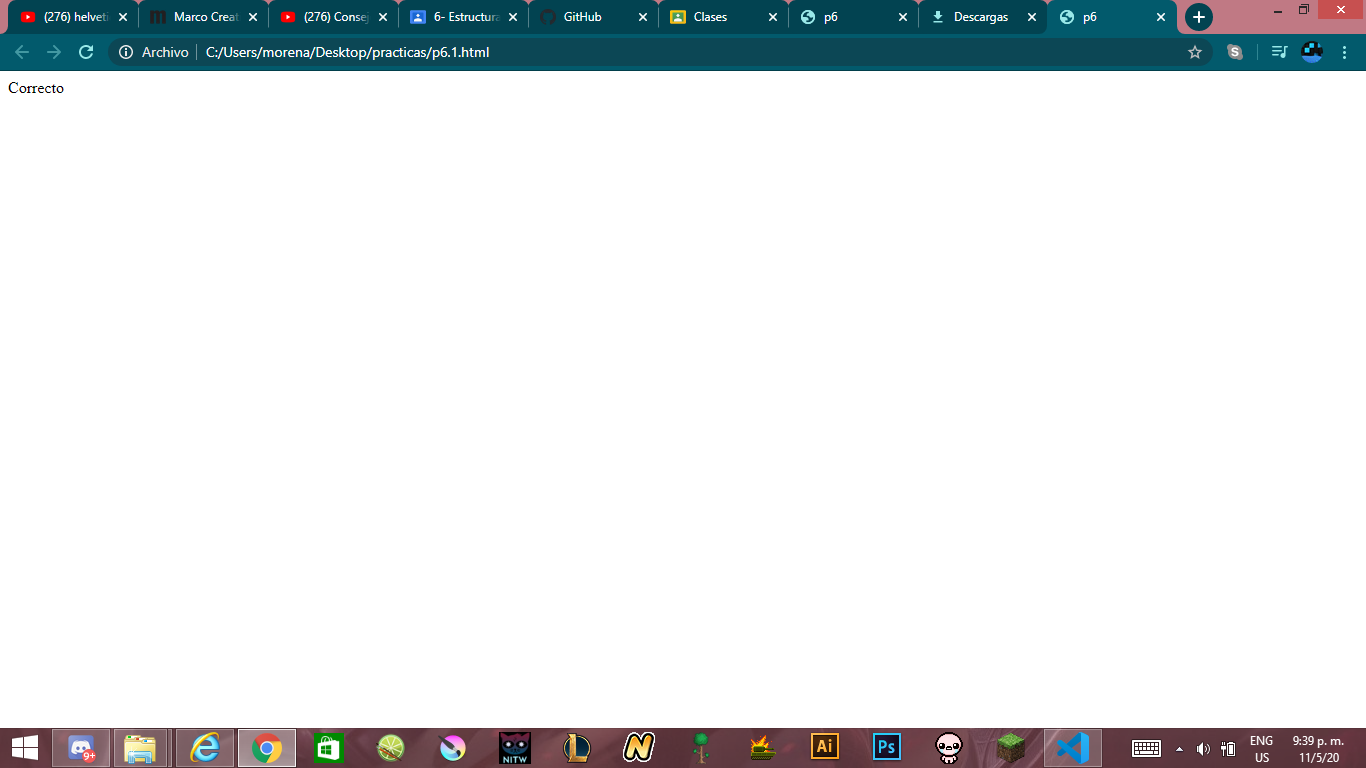 (276) helveti
Marco Creat
(276) Consej
6- Estructura
GitHub
Clases
p6
Descargas
p6
Archivo
C:/Users/morena/Desktop/practicas/p6.1.html
Correcto
9+
NITW
Ai
Ps
ENG
US
9:39 p. m.
11/5/20